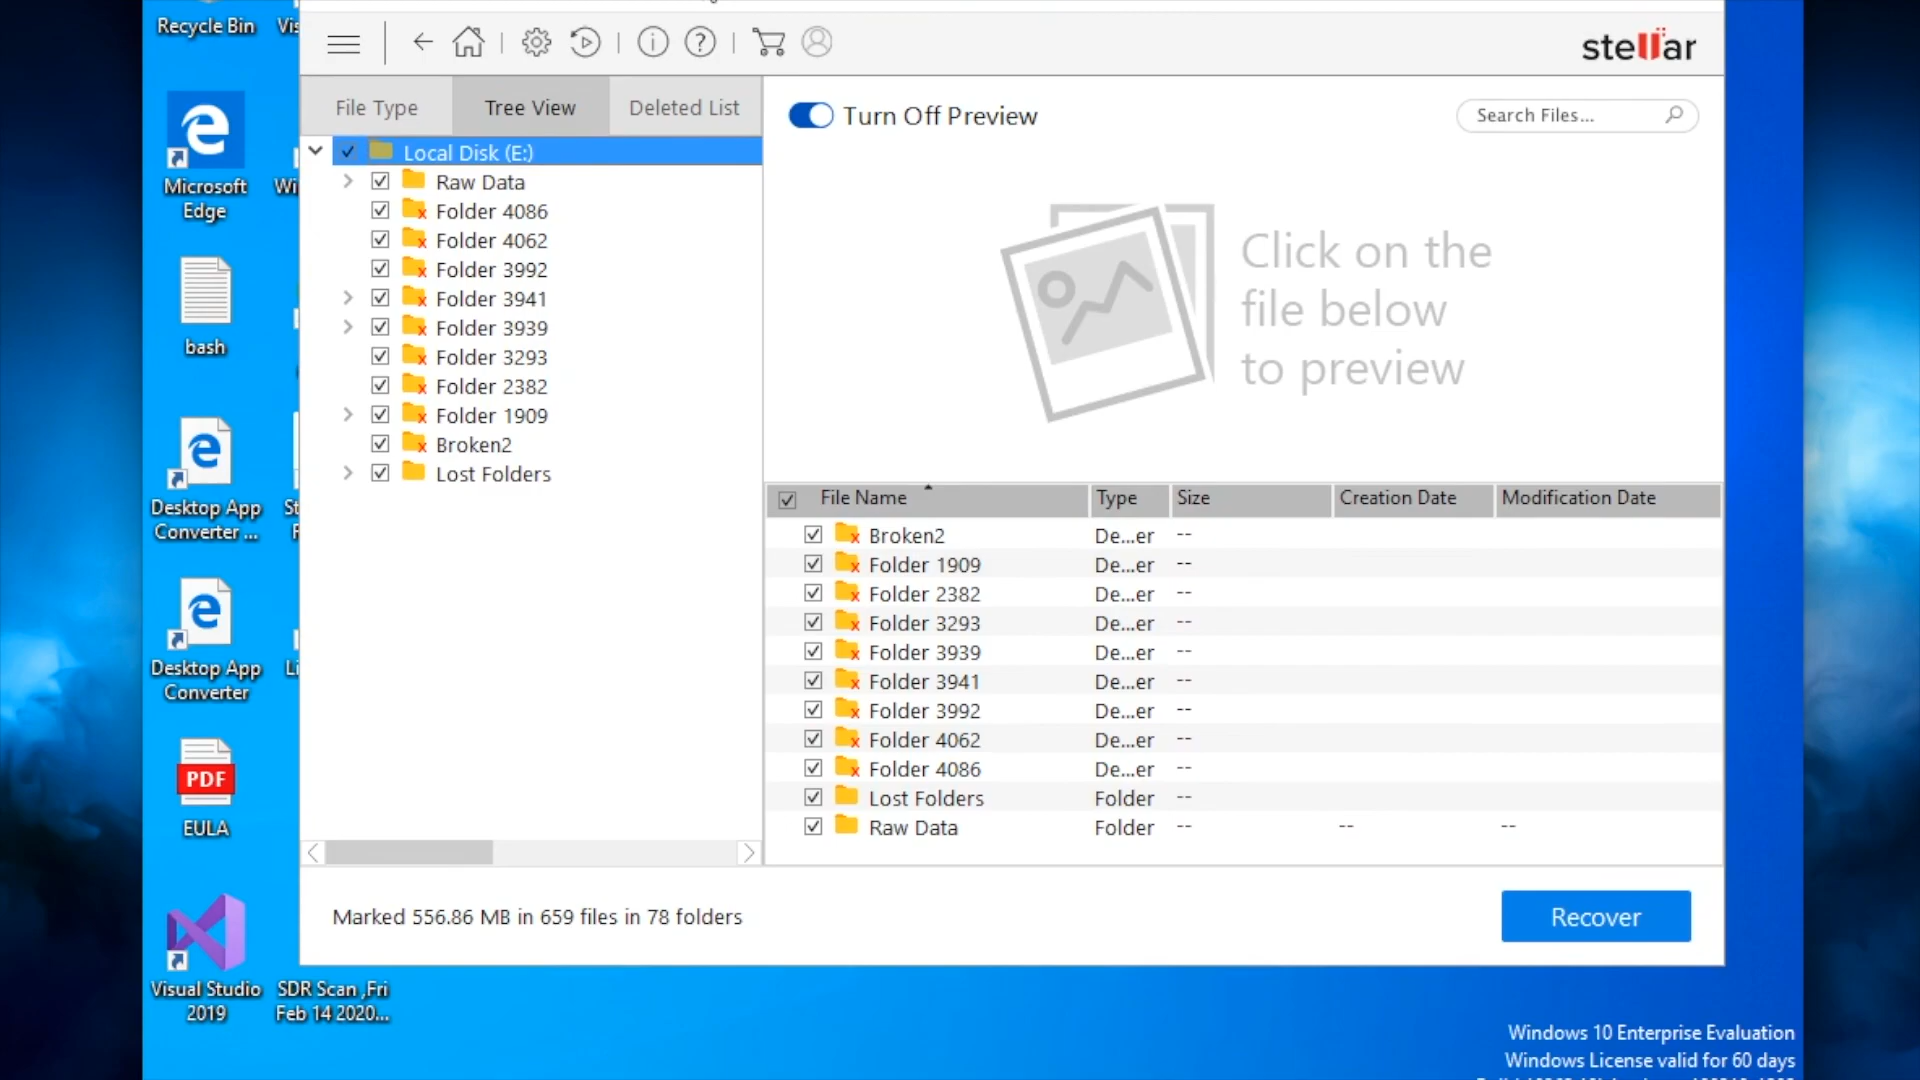 Recycle Bin
Vis
stellar
File Type
Tree View
Deleted List
Turn Off Preview
Search Files...
Local Disk (E:)
Raw Data
Folder 4086
Folder 4062
Folder 3992
Folder 3941
Folder 3939
Folder 3293
Folder 2382
Folder 1909
Broken2
Lost Folders
Click on the
file below
to preview
File Name
Type
Size
Creation Date
Modification Date
Broken2 De...er --
Folder 1909 De...er --
Folder 2382 De...er --
Folder 3293 De...er --
Folder 3939 De...er --
Folder 3941 De...er --
Folder 3992 De...er --
Folder 4062 De...er --
Folder 4086 De...er --
Lost Folders Folder --
Raw Data Folder -- -- --
Marked 556.86 MB in 659 files in 78 folders
Recover
Microsoft
Edge
Wi
bash
Desktop App
Converter ...
St
F
Desktop App
Converter
Li
PDF
EULA
Visual Studio
2019
SDR Scan ,Fri
Feb 14 2020...
Windows 10 Enterprise Evaluation
Windows License valid for 60 days